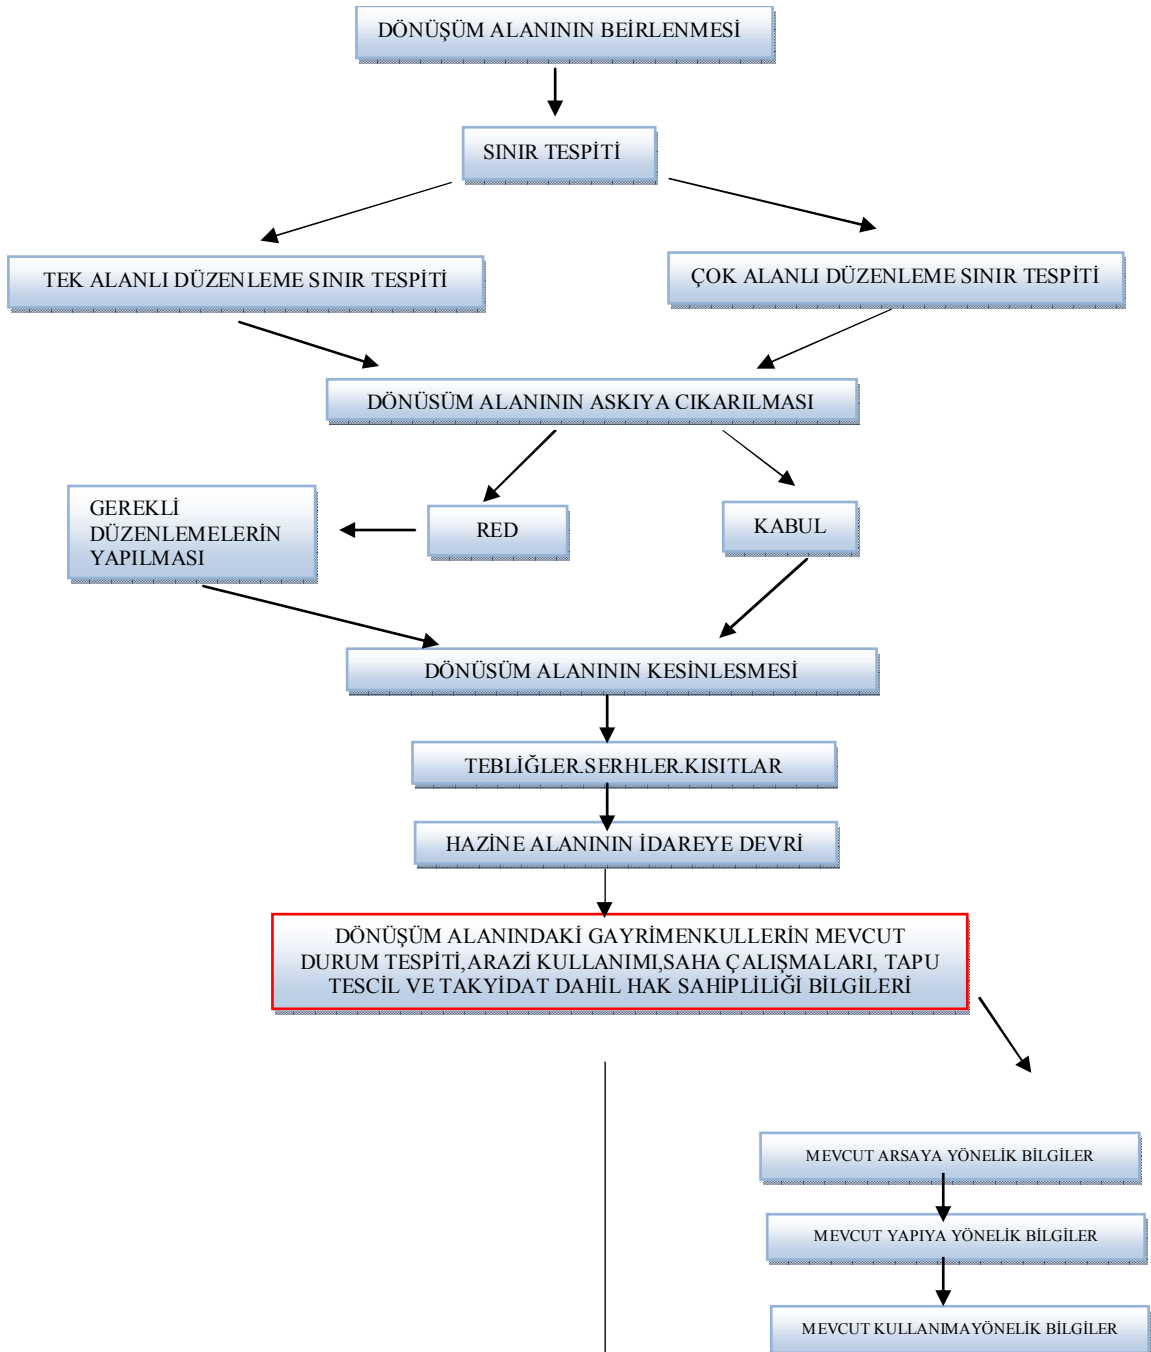 DÖNÜŞÜM ALANININ BEİRLENMESİ
SINIR TESPİTİ
TEK ALANLI DÜZENLEME SINIR TESPİTİ
ÇOK ALANLI DÜZENLEME SINIR TESPİTİ
DÖNÜSÜM ALANININ ASKIYA CIKARILMASI
GEREKLİ
DÜZENLEMELERİN
YAPILMASI
RED
KABUL
DÖNÜSÜM ALANININ KESİNLESMESİ
TEBLİĞLER.SERHLER.KISITLAR
HAZİNE ALANININ İDAREYE DEVRİ
DÖNÜŞÜM ALANINDAKİ GAYRİMENKULLERİN MEVCUT
DURUM TESPİTİ,ARAZİ KULLANIMI,SAHA ÇALIŞMALARI, TAPU
TESCİL VE TAKYİDAT DAHİL HAK SAHİPLİLİĞİ BİLGİLERİ
MEVCUT ARSAYA YÖNELİK BİLGİLER
MEVCUT YAPIYA YÖNELİK BİLGİLER
MEVCUT KULLANIMAYÖNELİK BİLGİLER